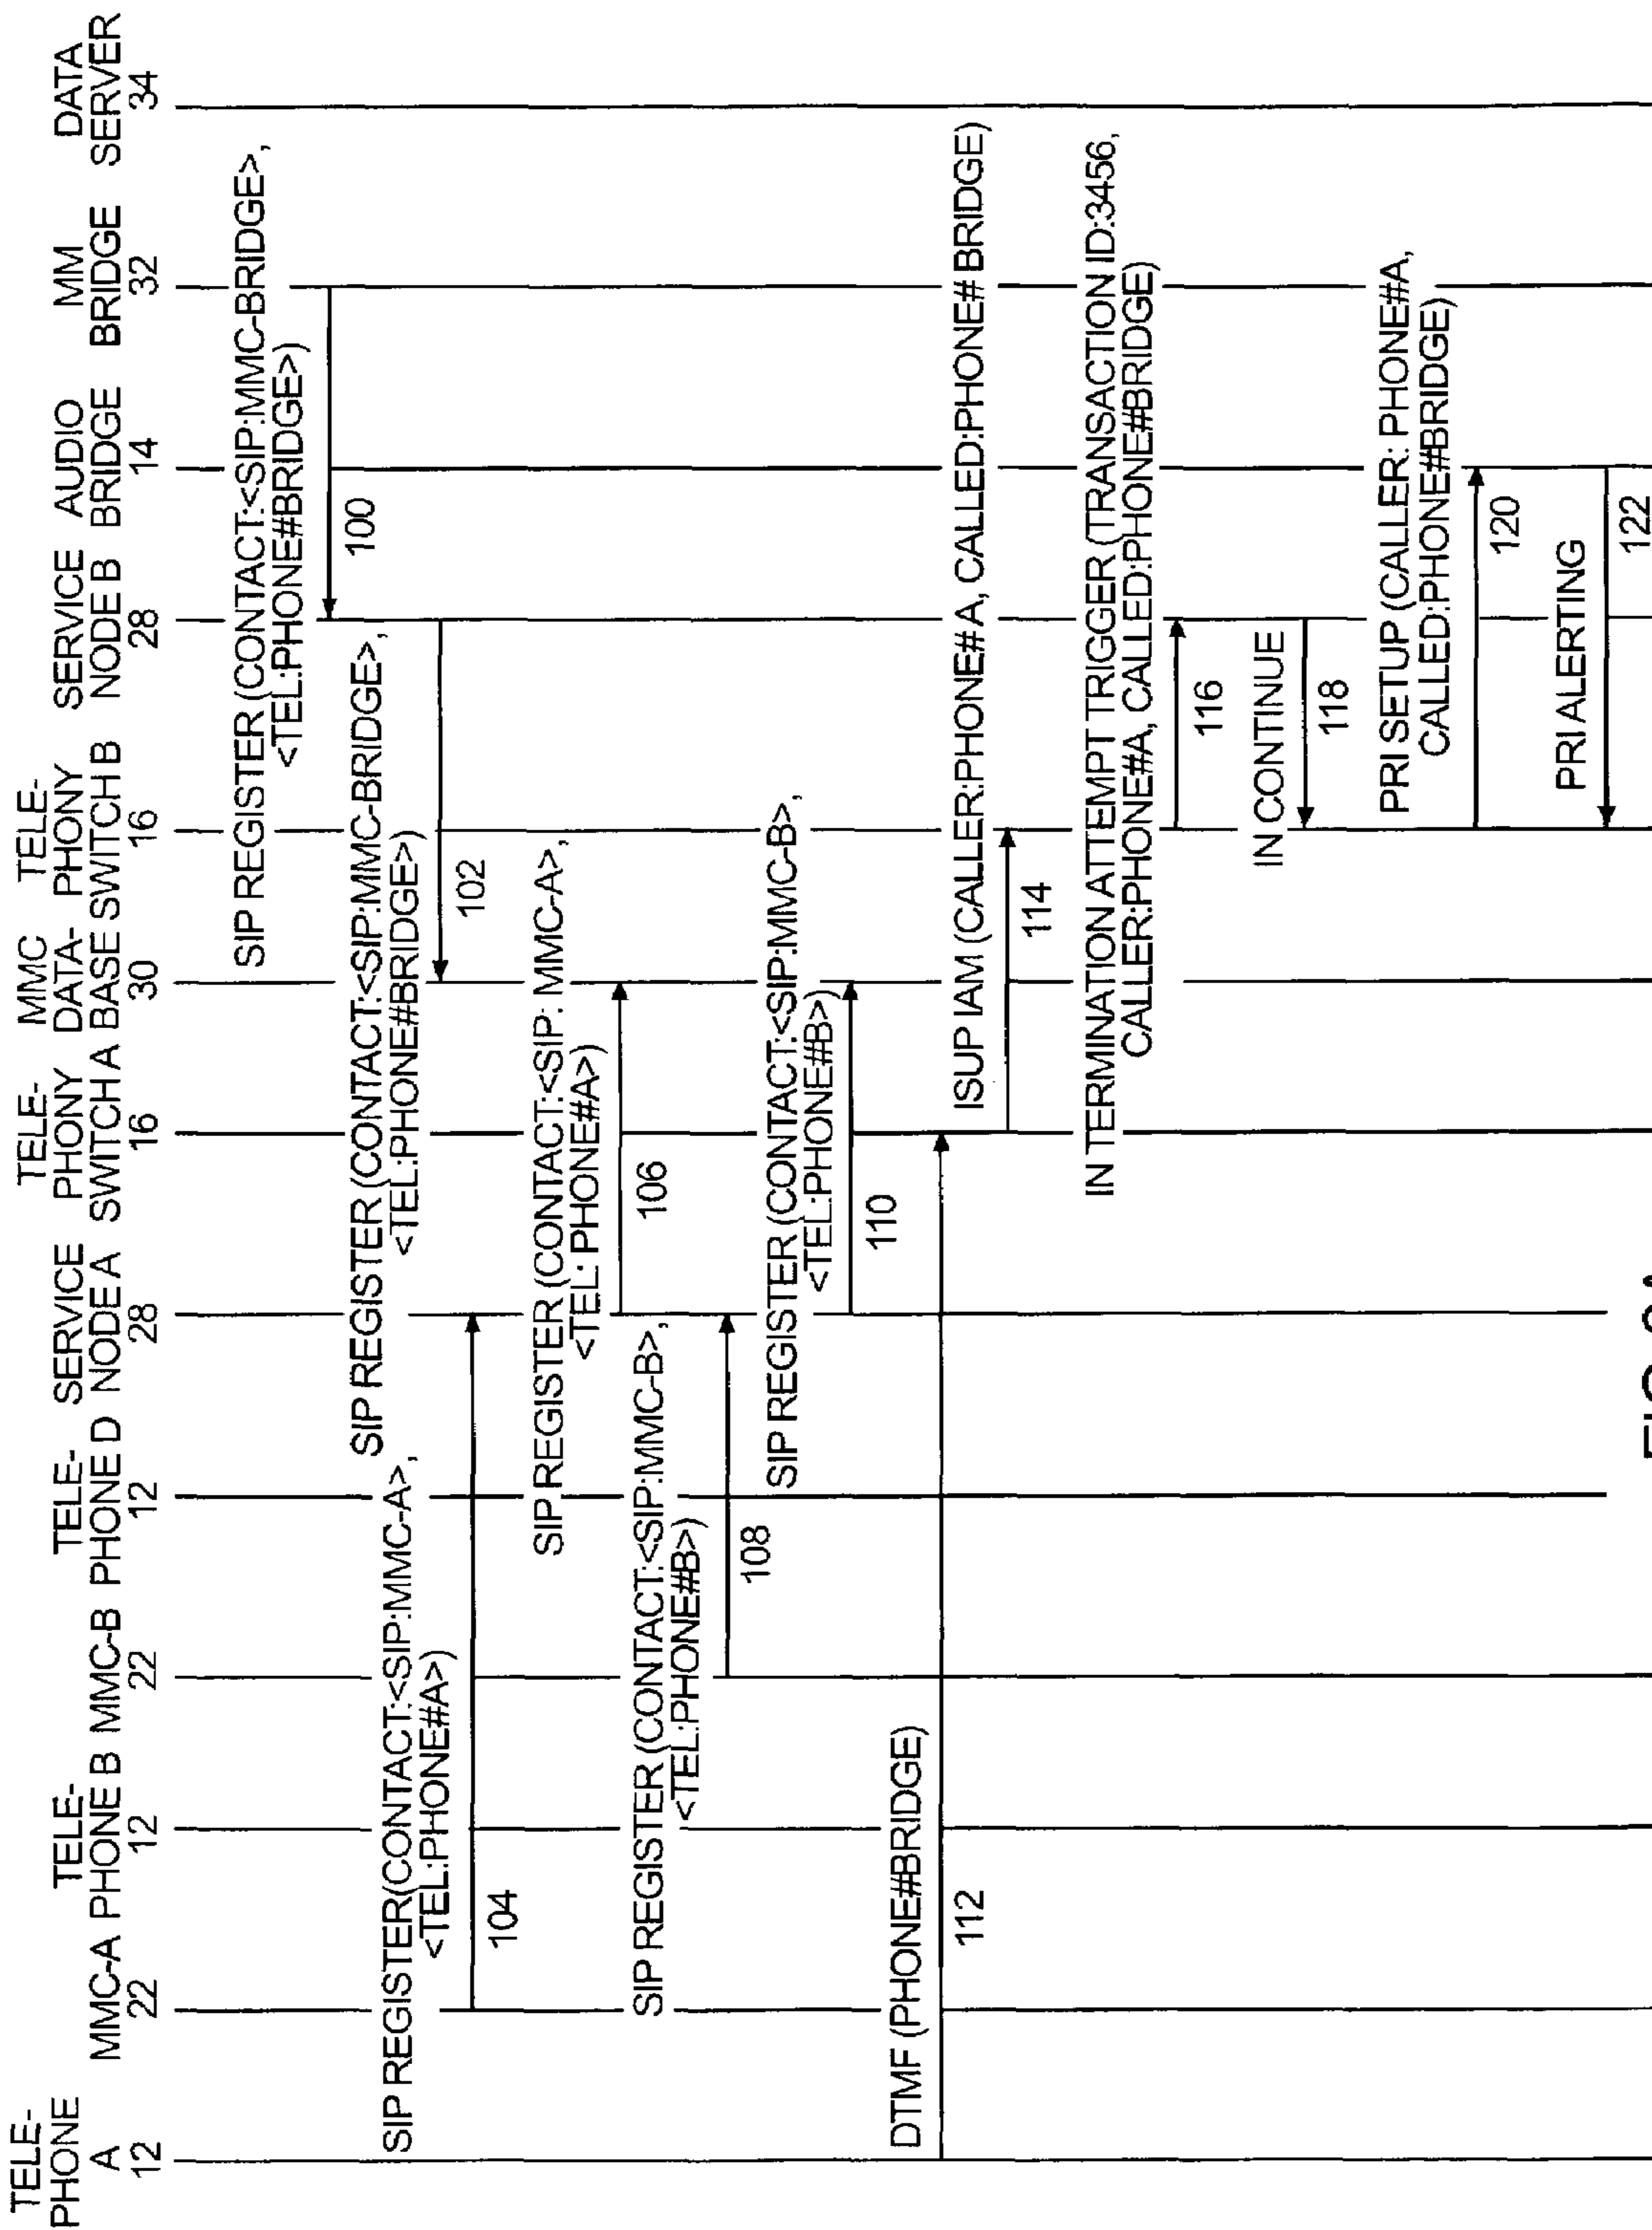 TELE-
PHONE
A
12
MMC-A
22
TELE-
PHONE B
12
MMC-B
22
TELE-
PHONE D
12
SERVICE
NODE A
28
TELE-
PHONY
SWITCH A
16
MMC
DATA-
BASE
30
TELE-
PHONY
SWITCH B
16
SERVICE
NODE B
28
AUDIO
BRIDGE
14
MM
BRIDGE
32
DATA
SERVER
34
SIP REGISTER (CONTACT:<SIP:MMC-BRIDGE>,
<TEL:PHONE#BRIDGE>)
100
SIP REGISTER (CONTACT:<SIP:MMC-BRIDGE>,
<TEL:PHONE#BRIDGE>)
102
SIP REGISTER(CONTACT:<SIP:MMC-A>,
<TEL:PHONE#A>)
104
SIP REGISTER (CONTACT:<SIP: MMC-A>,
<TEL: PHONE#A>)
106
SIP REGISTER (CONTACT:<SIP:MMC-B>,
<TEL:PHONE#B>)
108
SIP REGISTER (CONTACT:<SIP:MMC-B>,
<TEL:PHONE#B>)
110
DTMF (PHONE#BRIDGE)
112
ISUP IAM (CALLER:PHONE# A, CALLED:PHONE# BRIDGE)
114
IN TERMINATION ATTEMPT TRIGGER (TRANSACTION ID:3456,
CALLER:PHONE#A, CALLED:PHONE#BRIDGE)
116
IN CONTINUE
118
PRI SETUP (CALLER: PHONE#A,
CALLED:PHONE#BRIDGE)
120
PRI ALERTING
122